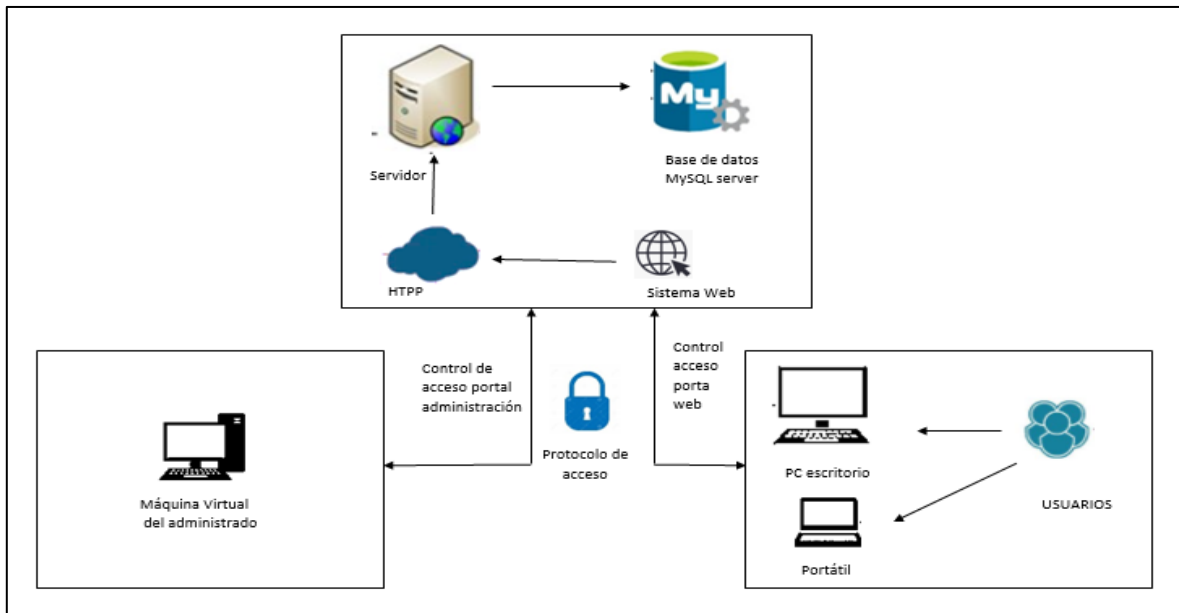 My
Servidor
Base de datos
MySQL server
HTPP
Sistema Web
Control de
acceso portal
administración
Control
acceso
porta
web
Protocolo de
acceso
Máquina Virtual
del administrado
PC escritorio
USUARIOS
Portátil